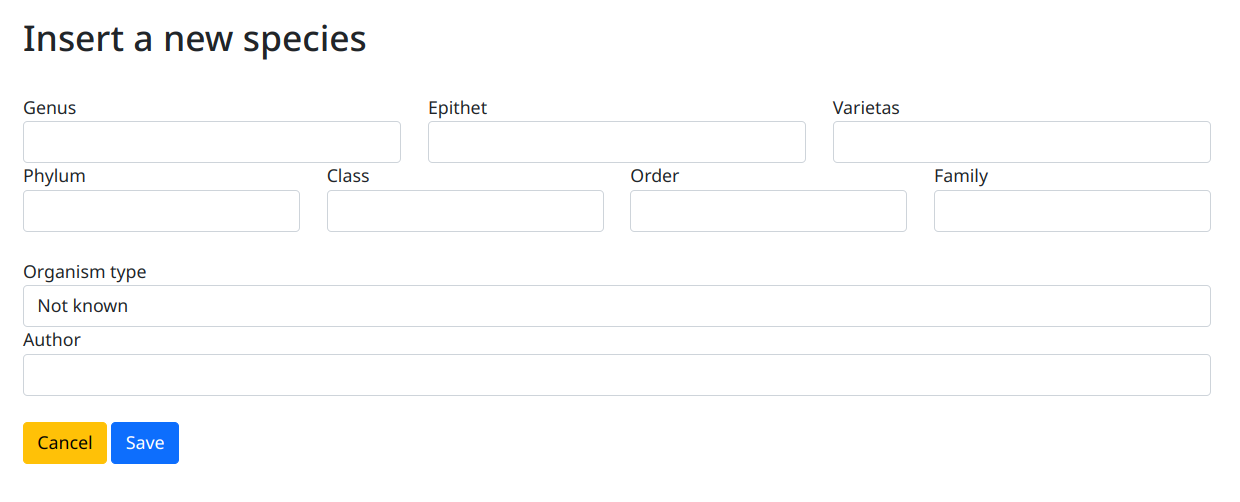 Insert a new species
Genus Epithet Varietas
Phylum Class Order Family
Organism type
Not known
Author
Cancel Save